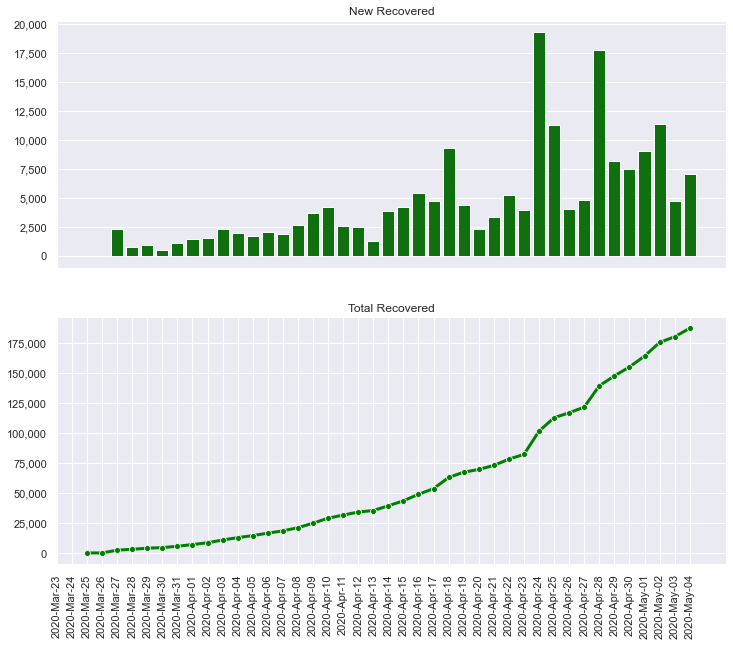 New Recovered
20,000
17,500
15,000
12,500
10,000
7,500
5,000
2,500
0
Total Recovered
175,000
150,000
125,000
100,000
75,000
50,000
25,000
0
2020-Mar-23
2020-Mar-24
2020-Mar-25
2020-Mar-26
2020-Mar-27
2020-Mar-28
2020-Mar-29
2020-Mar-30
2020-Mar-31
2020-Apr-01
2020-Apr-02
2020-Apr-03
2020-Apr-04
2020-Apr-05
2020-Apr-06
2020-Apr-07
2020-Apr-08
2020-Apr-09
2020-Apr-10
2020-Apr-11
2020-Apr-12
2020-Apr-13
2020-Apr-14
2020-Apr-15
2020-Apr-16
2020-Apr-17
2020-Apr-18
2020-Apr-19
2020-Apr-20
2020-Apr-21
2020-Apr-22
2020-Apr-23
2020-Apr-24
2020-Apr-25
2020-Apr-26
2020-Apr-27
2020-Apr-28
2020-Apr-29
2020-Apr-30
2020-May-01
2020-May-02
2020-May-03
2020-May-04